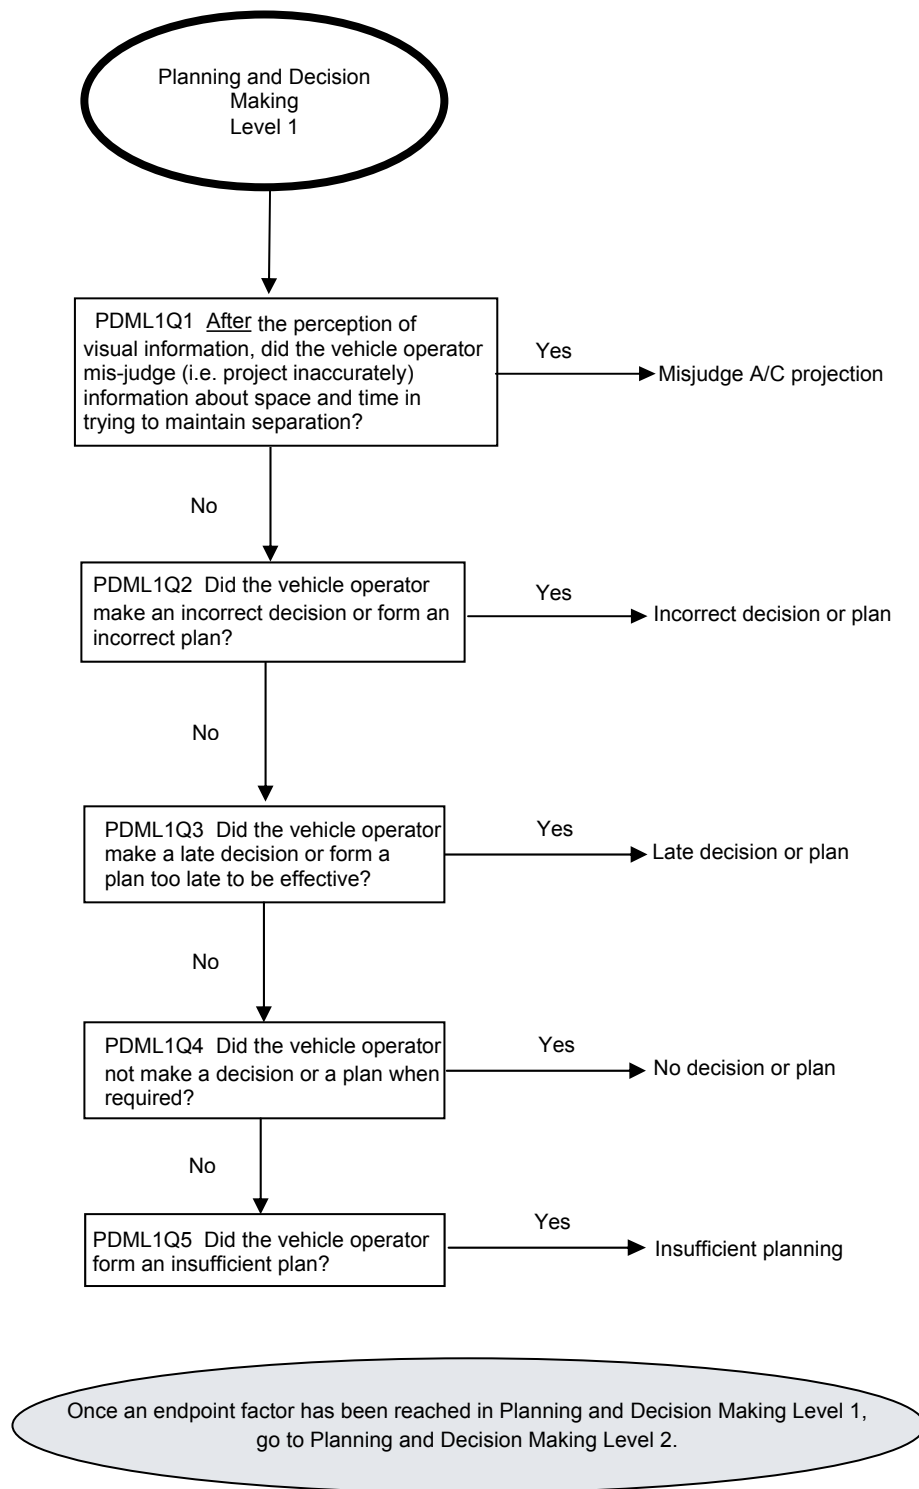 Planning and Decision
Making
Level 1
PDML1Q1 After the perception of
visual information, did the vehicle operator
mis-judge (i.e. project inaccurately)
information about space and time in
trying to maintain separation?
Yes
Misjudge A/C projection
No
PDML1Q2 Did the vehicle operator
make an incorrect decision or form an
incorrect plan?
Yes
Incorrect decision or plan
No
PDML1Q3 Did the vehicle operator
make a late decision or form a
plan too late to be effective?
Yes
Late decision or plan
No
PDML1Q4 Did the vehicle operator
not make a decision or a plan when
required?
Yes
No decision or plan
No
PDML1Q5 Did the vehicle operator
form an insufficient plan?
Yes
Insufficient planning
Once an endpoint factor has been reached in Planning and Decision Making Level 1,
go to Planning and Decision Making Level 2.